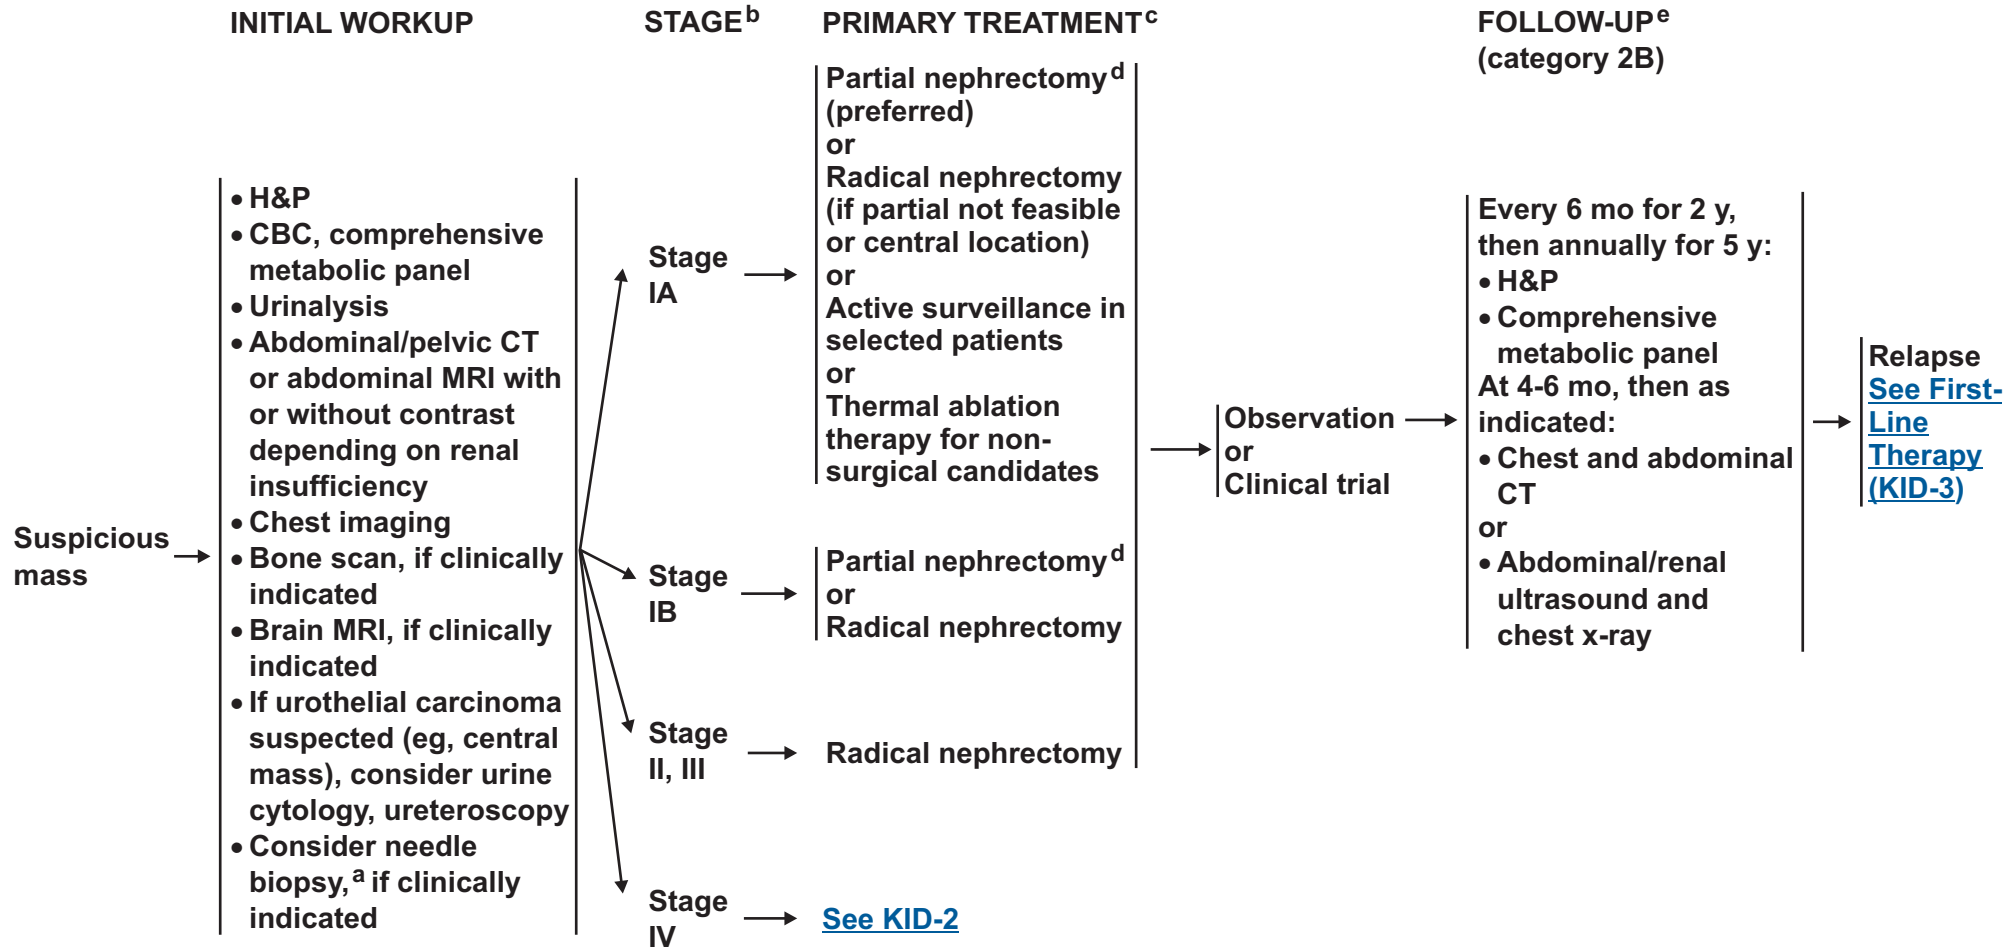 INITIAL WORKUP
STAGEb
PRIMARY TREATMENTc
FOLLOW-UPe
(category 2B)
Suspicious
mass
• H&P
• CBC, comprehensive
metabolic panel
• Urinalysis
• Abdominal/pelvic CT
or abdominal MRI with
or without contrast
depending on renal
insufficiency
• Chest imaging
• Bone scan, if clinically
indicated
• Brain MRI, if clinically
indicated
• If urothelial carcinoma
suspected (eg, central
mass), consider urine
cytology, ureteroscopy
• Consider needle
biopsy,a if clinically
indicated
Stage
IA
Partial nephrectomyd
(preferred)
or
Radical nephrectomy
(if partial not feasible
or central location)
or
Active surveillance in
selected patients
or
Thermal ablation
therapy for non-
surgical candidates
Stage
IB
Partial nephrectomyd
or
Radical nephrectomy
Stage
II, III
Radical nephrectomy
Stage
IV
See KID-2
Observation
or
Clinical trial
Every 6 mo for 2 y,
then annually for 5 y:
• H&P
• Comprehensive
metabolic panel
At 4-6 mo, then as
indicated:
• Chest and abdominal
CT
or
• Abdominal/renal
ultrasound and
chest x-ray
Relapse
See First-
Line
Therapy
(KID-3)